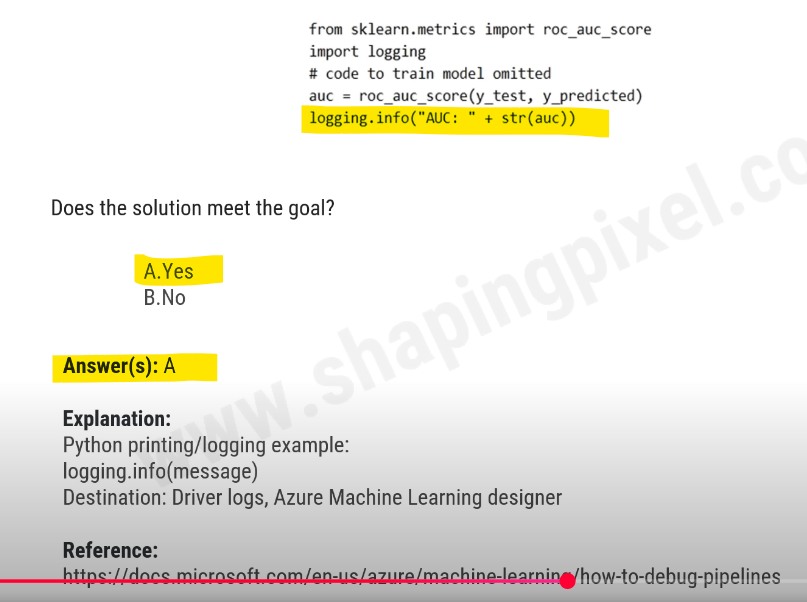 from sklearn.metrics import roc_auc_score
import logging
# code to train model omitted
auc = roc_auc_score(y_test, y_predicted)
logging.info("AUC: " + str(auc))
Does the solution meet the goal?
A.Yes
B.No
Answer(s): A
Explanation:
Python printing/logging example:
logging.info(message)
Destination: Driver logs, Azure Machine Learning designer
Reference:
https://docs.microsoft.com/en-us/azure/machine-learning/how-to-debug-pipelines
www.shapingpixel.co